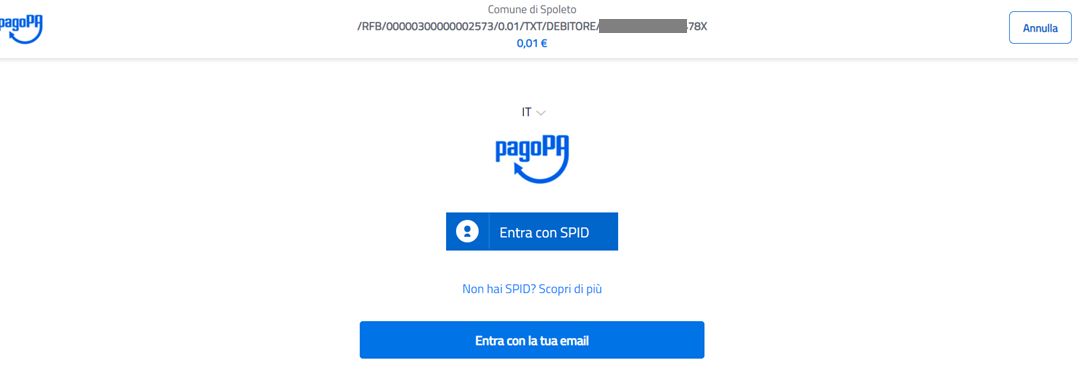 pagoPA
Comune di Spoleto
/RFB/00000300000002573/0.01/TXT/DEBITORE/ 78X
0,01 €
Annulla
IT
pagoPA
Entra con SPID
Non hai SPID? Scopri di più
Entra con la tua email